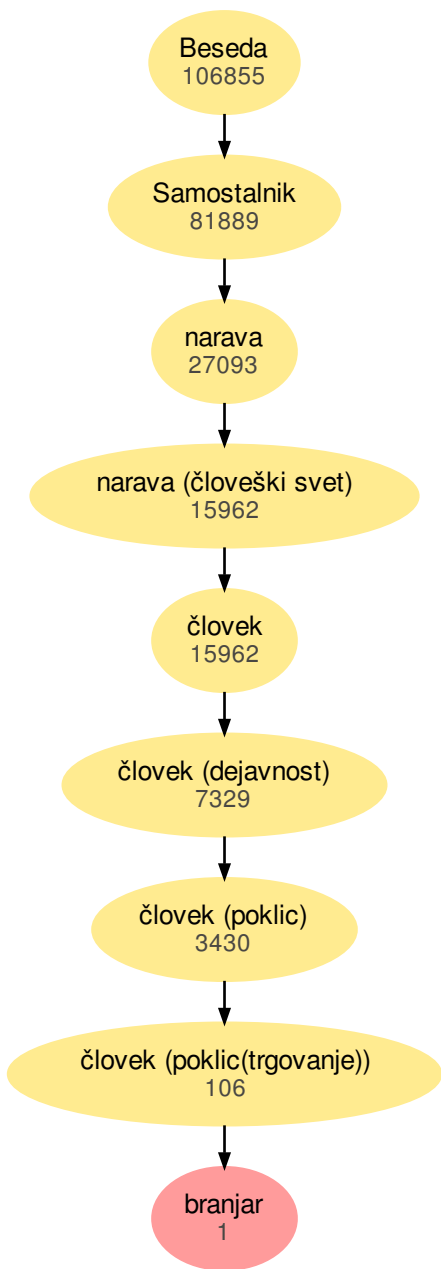 Beseda
106855
Samostalnik
81889
narava
27093
narava (človeški svet)
15962
človek
15962
človek (dejavnost)
7329
človek (poklic)
3430
človek (poklic(trgovanje))
106
branjar
1